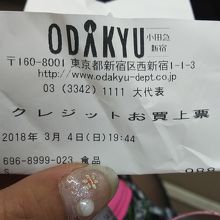 ODAKYU 小田急
新宿
〒160-8001 東京都新宿区西新宿1-1-3
http://www.odakyu-dept.co.jp
03 (3342) 1111 大代表
クレジットお買上票
2018年 3月 4日(日)19:44
696-8999-023 食品